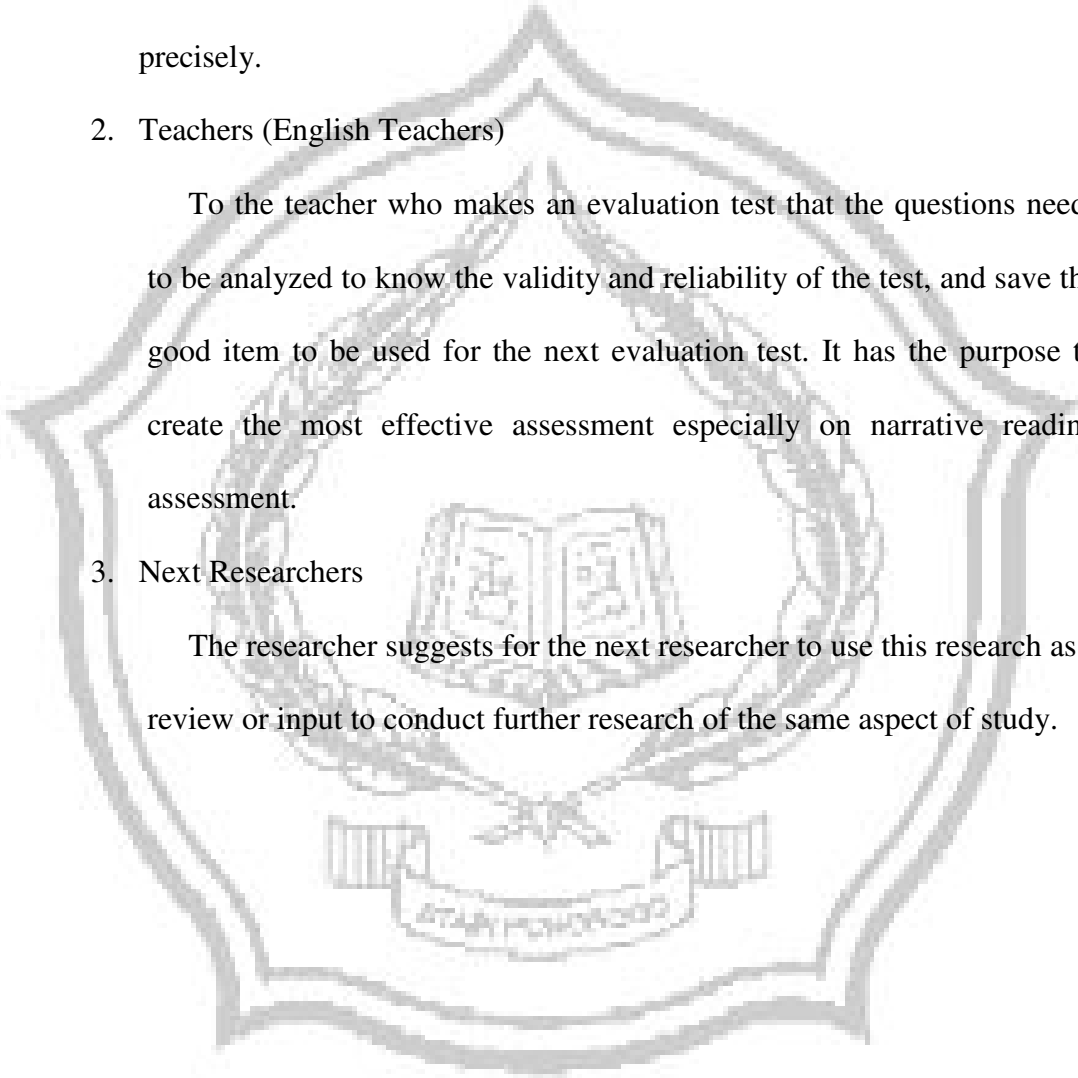 precisely.
2. Teachers (English Teachers)
To the teacher who makes an evaluation test that the questions need
to be analyzed to know the validity and reliability of the test, and save th
good item to be used for the next evaluation test. It has the purpose t
create the most effective assessment especially on narrative readin
assessment.
3. Next Researchers
The researcher suggests for the next researcher to use this research as
review or input to conduct further research of the same aspect of study.
STAIN PONOROGO